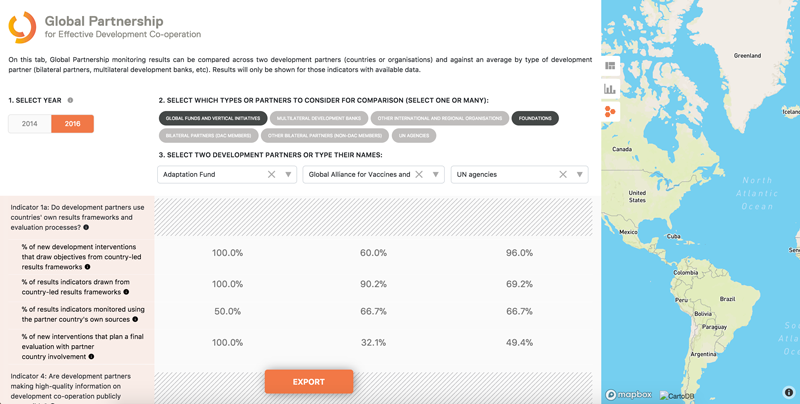 Global Partnership
for Effective Development Co-operation
On this tab, Global Partnership monitoring results can be compared across two development partners (countries or organisations) and against an average by type of development
partner (bilateral partners, multilateral development banks, etc). Results will only be shown for those indicators with available data.
1. SELECT YEAR
2014
2016
2. SELECT WHICH TYPES OR PARTNERS TO CONSIDER FOR COMPARISON (SELECT ONE OR MANY):
GLOBAL FUNDS AND VERTICAL INITIATIVES
MULTILATERAL DEVELOPMENT BANKS
OTHER INTERNATIONAL AND REGIONAL ORGANISATIONS
FOUNDATIONS
BILATERAL PARTNERS (DAC MEMBERS)
OTHER BILATERAL PARTNERS (NON-DAC MEMBERS)
UN AGENCIES
3. SELECT TWO DEVELOPMENT PARTNERS OR TYPE THEIR NAMES:
Adaptation Fund
Global Alliance for Vaccines and
UN agencies
Indicator 1a: Do development partners use
countries' own results frameworks and
evaluation processes?
% of new development interventions
that draw objectives from country-led
results frameworks
100.0% 60.0% 96.0%
% of results indicators drawn from
country-led results frameworks
100.0% 90.2% 69.2%
% of results indicators monitored using
the partner country's own sources
50.0% 66.7% 66.7%
% of new interventions that plan a final
evaluation with partner
country involvement
100.0% 32.1% 49.4%
Indicator 4: Are development partners
making high-quality information on
development co-operation publicly
EXPORT
Greenland
Canada
United
States
North
Atlantic
Ocean
Mexico
Cuba
Colombia
Peru
Brazil
Bolivia
Paraguay
Argentina
mapbox
CartoDB